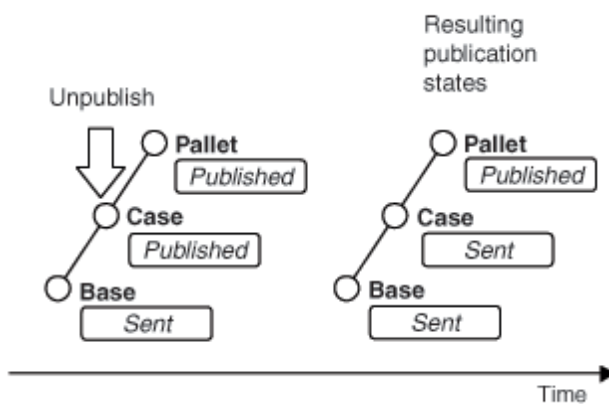 Resulting
publication
states
Unpublish
Pallet
Published
Case
Published
Base
Sent
Pallet
Published
Case
Sent
Base
Sent
Time